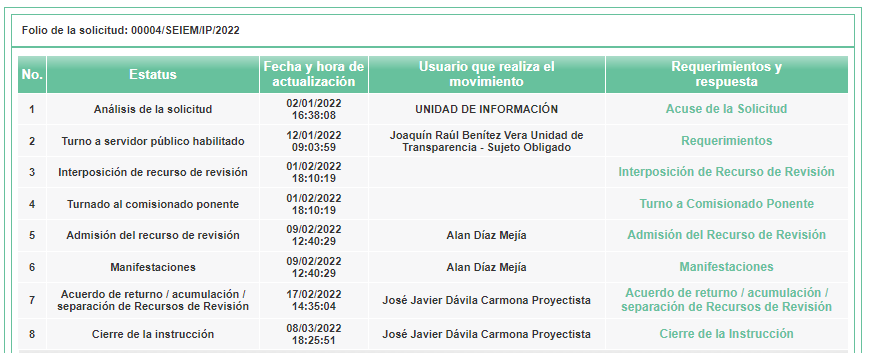 Folio de la solicitud: 00004/SEIEM/IP/2022
No. Estatus Fecha y hora de actualización Usuario que realiza el movimiento Requerimientos y respuesta
1 Análisis de la solicitud 02/01/2022 16:38:08 UNIDAD DE INFORMACIÓN Acuse de la Solicitud
2 Turno a servidor público habilitado 12/01/2022 09:03:59 Joaquín Raúl Benítez Vera Unidad de Transparencia - Sujeto Obligado Requerimientos
3 Interposición de recurso de revisión 01/02/2022 18:10:19 Interposición de Recurso de Revisión
4 Turnado al comisionado ponente 01/02/2022 18:10:19 Turno a Comisionado Ponente
5 Admisión del recurso de revisión 09/02/2022 12:40:29 Alan Díaz Mejía Admisión del Recurso de Revisión
6 Manifestaciones 09/02/2022 12:40:29 Alan Díaz Mejía Manifestaciones
7 Acuerdo de returno / acumulación / separación de Recursos de Revisión 17/02/2022 14:35:04 José Javier Dávila Carmona Proyectista Acuerdo de returno / acumulación / separación de Recursos de Revisión
8 Cierre de la instrucción 08/03/2022 18:25:51 José Javier Dávila Carmona Proyectista Cierre de la Instrucción